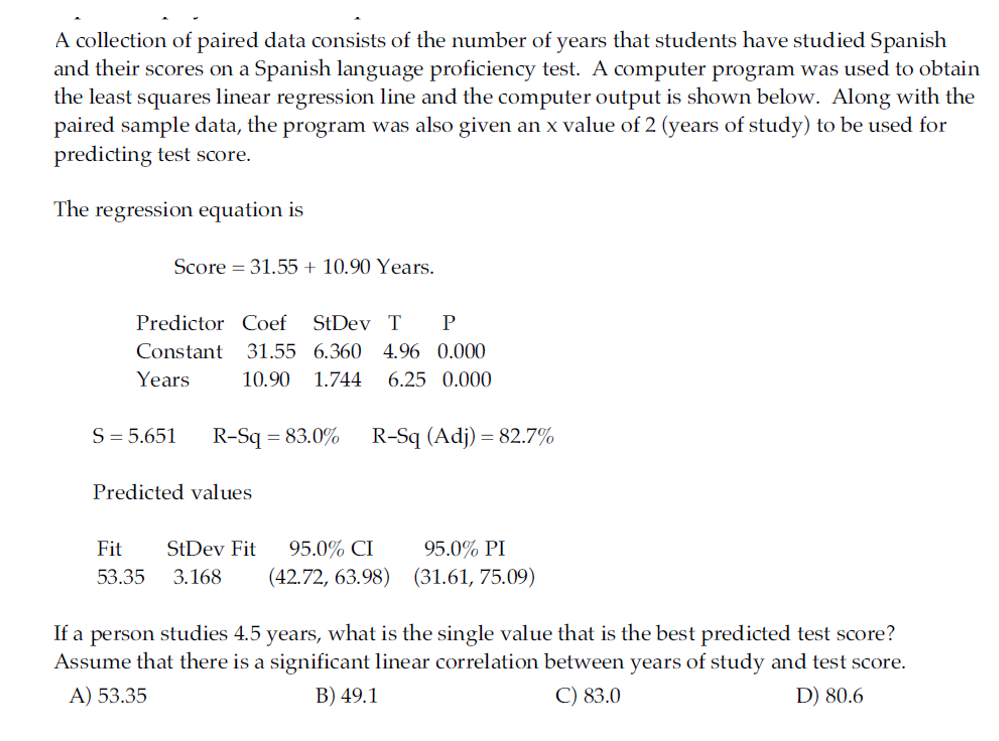 A collection of paired data consists of the number of years that students have studied Spanish
and their scores on a Spanish language proficiency test. A computer program was used to obtain
the least squares linear regression line and the computer output is shown below. Along with the
paired sample data, the program was also given an x value of 2 (years of study) to be used for
predicting test score.
The regression equation is
Score = 31.55 + 10.90 Years.
Predictor Coef StDev T P
Constant 31.55 6.360 4.96 0.000
Years 10.90 1.744 6.25 0.000
S = 5.651 R-Sq = 83.0% R-Sq (Adj) = 82.7%
Predicted values
Fit StDev Fit 95.0% CI 95.0% PI
53.35 3.168 (42.72, 63.98) (31.61, 75.09)
If a person studies 4.5 years, what is the single value that is the best predicted test score?
Assume that there is a significant linear correlation between years of study and test score.
A) 53.35 B) 49.1 C) 83.0 D) 80.6